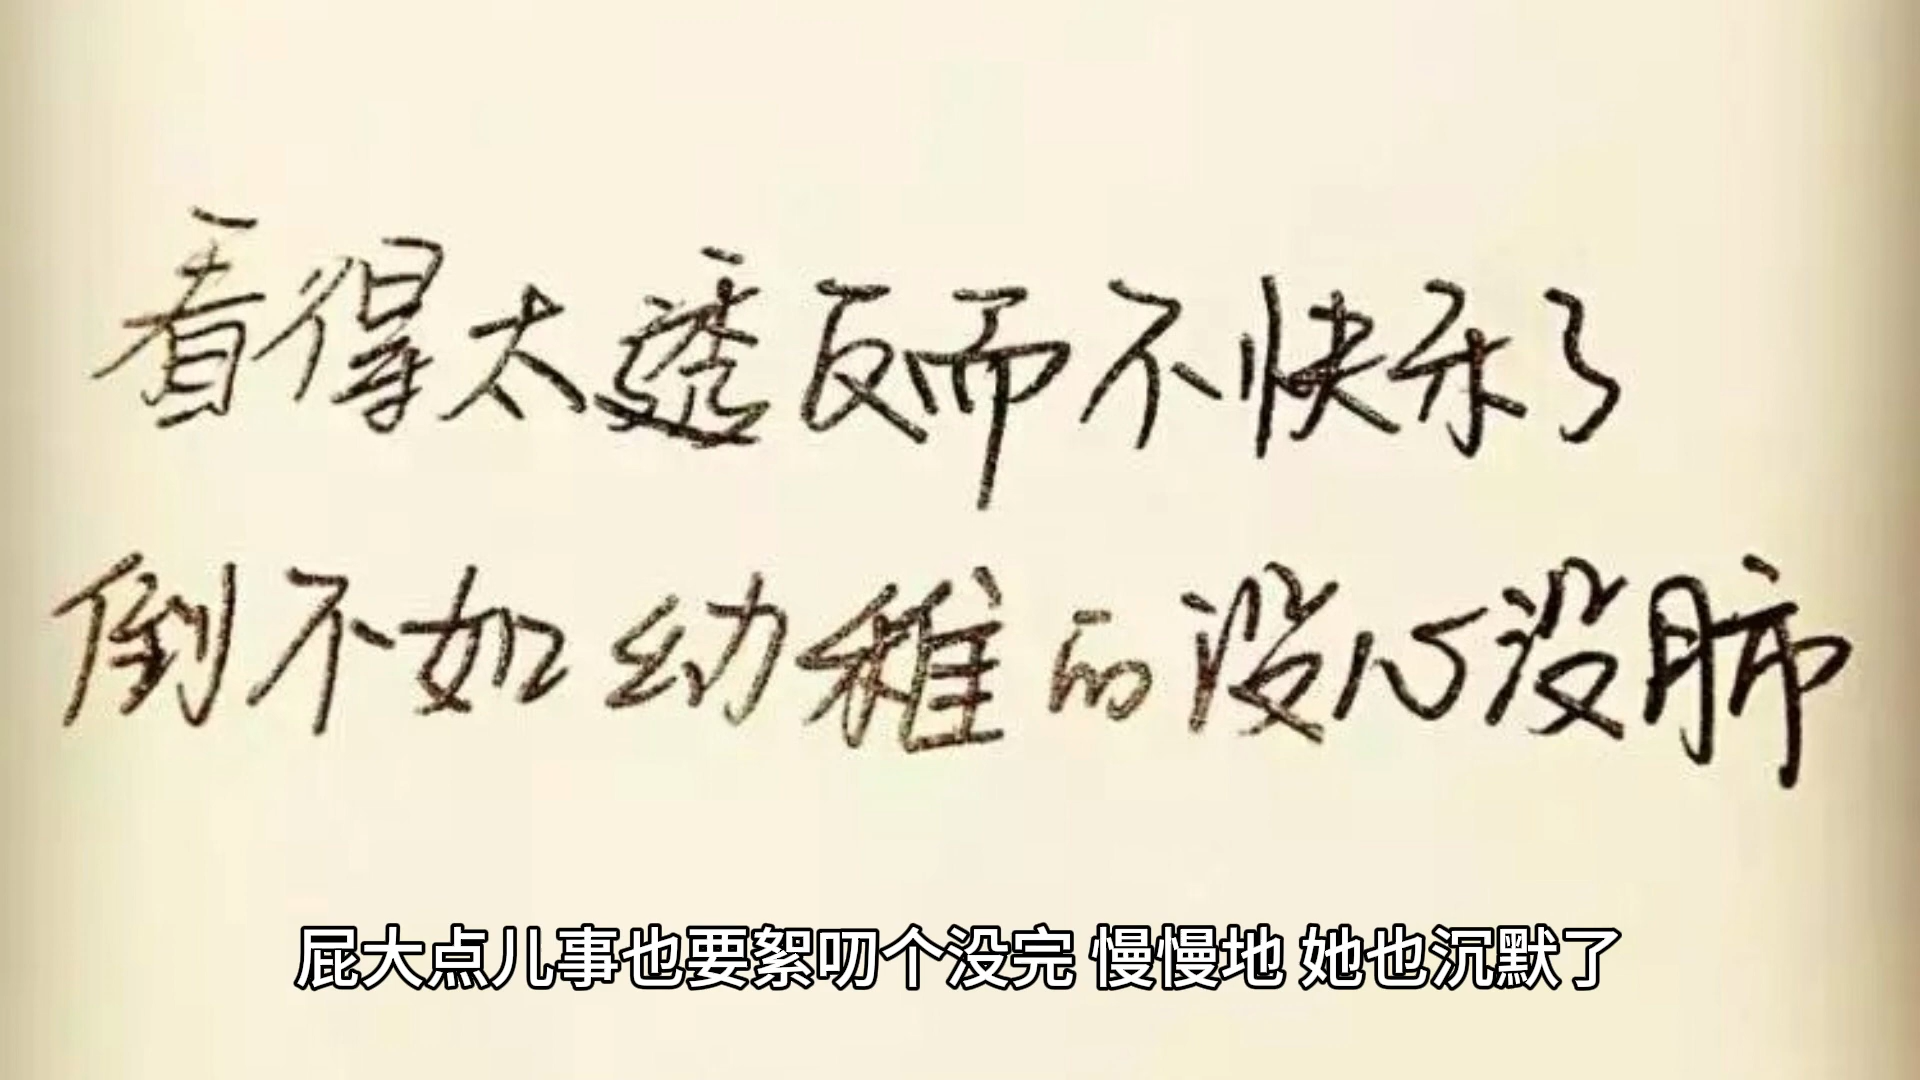 看得太透反而不快乐了
倒不如幼稚的没心没肺
屁大点儿事也要絮叨个没完 慢慢地 她也沉默了